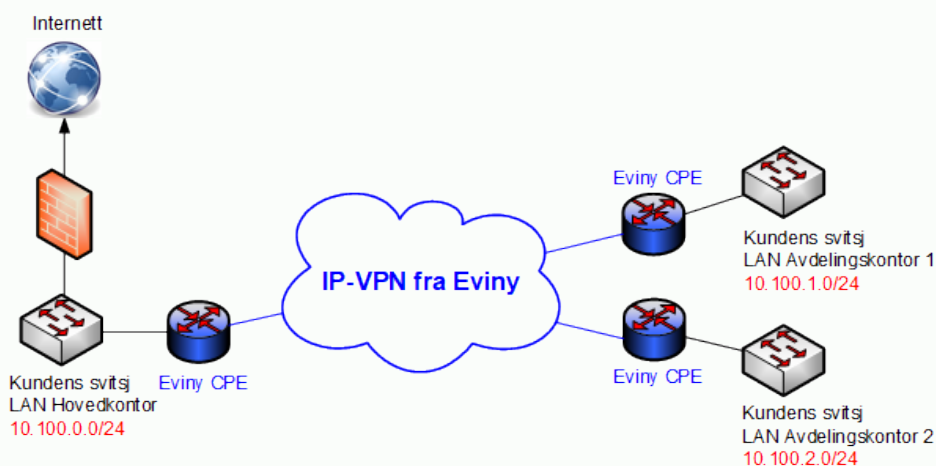 Internett
Eviny CPE
Kundens svitsj
LAN Avdelingskontor 1
10.100.1.0/24
IP-VPN fra Eviny
Kundens svitsj
LAN Hovedkontor
10.100.0.0/24
Eviny CPE
Eviny CPE
Kundens svitsj
LAN Avdelingskontor 2
10.100.2.0/24